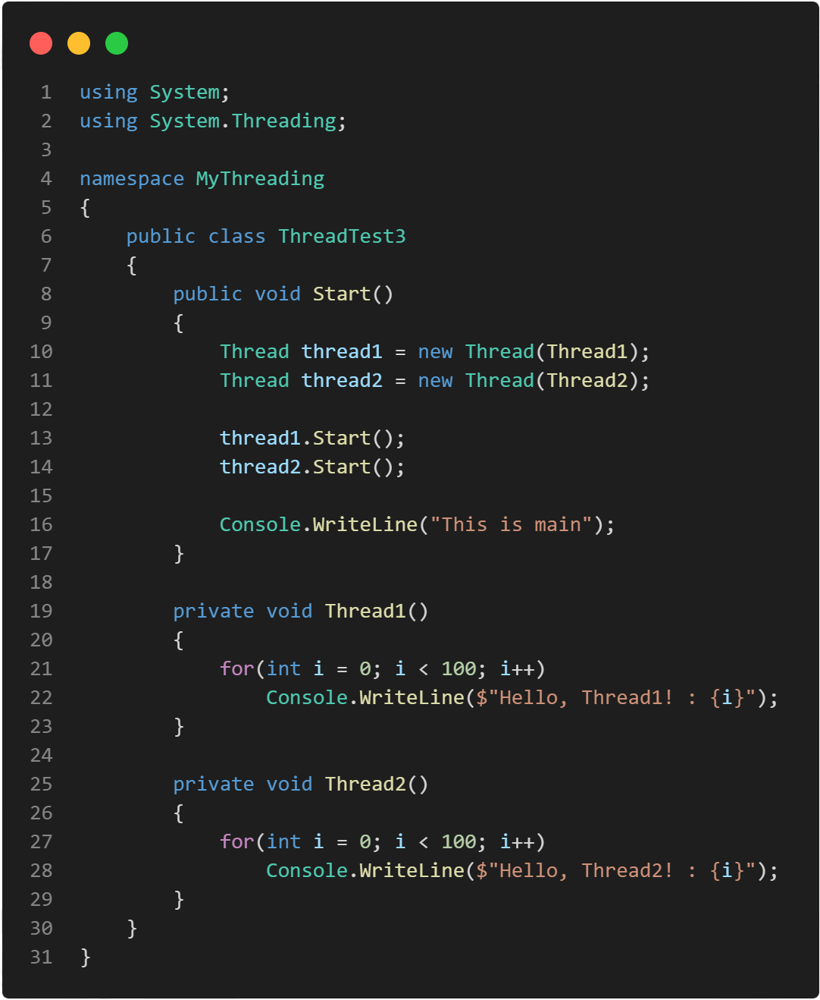 1 using System;
2 using System.Threading;
3
4 namespace MyThreading
5 {
6     public class ThreadTest3
7     {
8         public void Start()
9         {
10             Thread thread1 = new Thread(Thread1);
11             Thread thread2 = new Thread(Thread2);
12
13             thread1.Start();
14             thread2.Start();
15
16             Console.WriteLine("This is main");
17         }
18
19         private void Thread1()
20         {
21             for(int i = 0; i < 100; i++)
22                 Console.WriteLine($"Hello, Thread1! : {i}");
23         }
24
25         private void Thread2()
26         {
27             for(int i = 0; i < 100; i++)
28                 Console.WriteLine($"Hello, Thread2! : {i}");
29         }
30     }
31 }